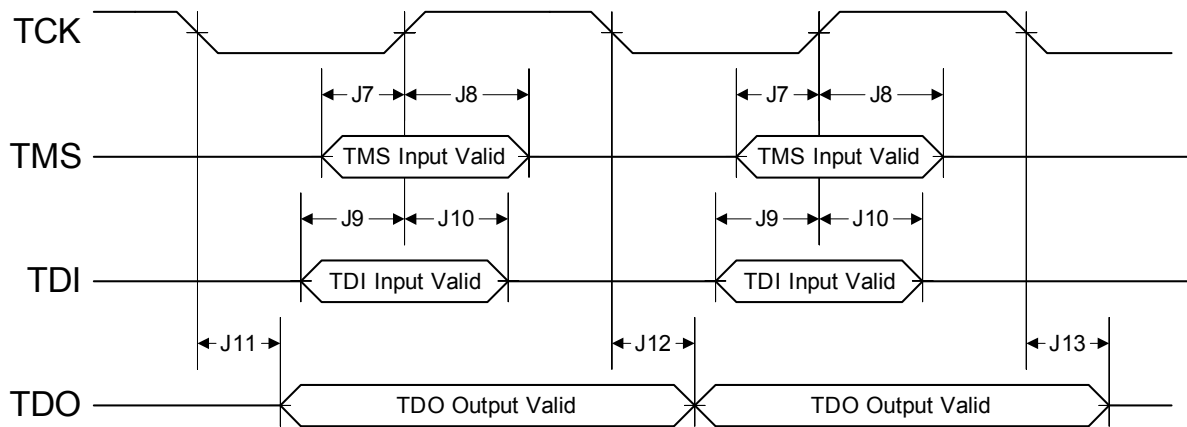 TCK
J7 J8 J7 J8
TMS TMS Input Valid TMS Input Valid
J9 J10 J9 J10
TDI TDI Input Valid TDI Input Valid
J11 J12 J13
TDO TDO Output Valid TDO Output Valid